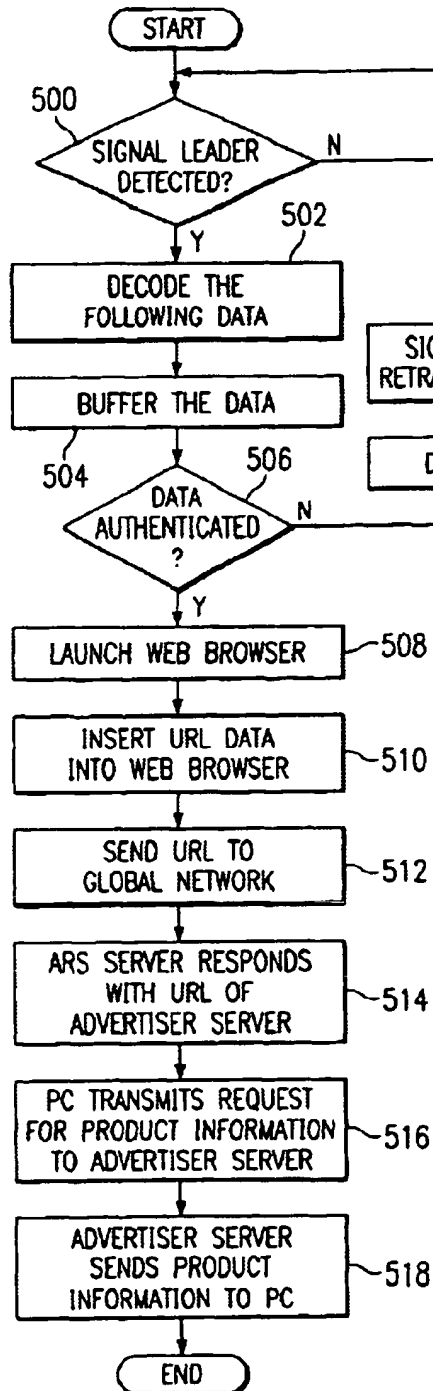 START
500
SIGNAL LEADER
DETECTED?
N
Y
502
DECODE THE
FOLLOWING DATA
BUFFER THE DATA
504
506
DATA
AUTHENTICATED
?
N
Y
LAUNCH WEB BROWSER
508
INSERT URL DATA
INTO WEB BROWSER
510
SEND URL TO
GLOBAL NETWORK
512
ARS SERVER RESPONDS
WITH URL OF
ADVERTISER SERVER
514
PC TRANSMITS REQUEST
FOR PRODUCT INFORMATION
TO ADVERTISER SERVER
516
ADVERTISER SERVER
SENDS PRODUCT
INFORMATION TO PC
518
END